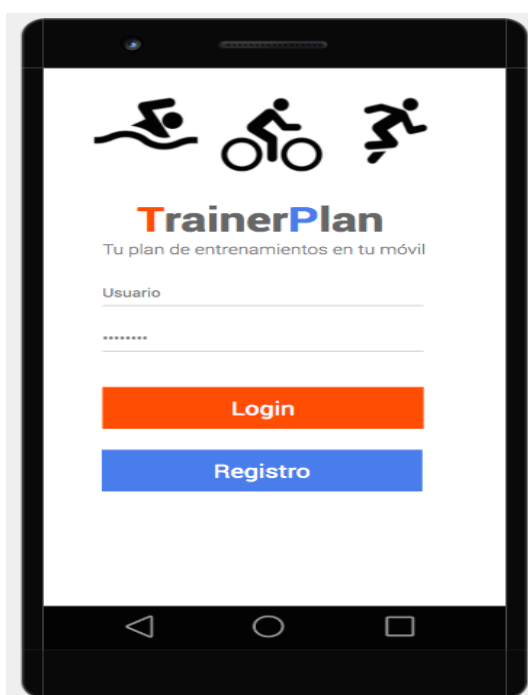 TrainerPlan
Tu plan de entrenamientos en tu móvil
Usuario
••••••••
Login
Registro